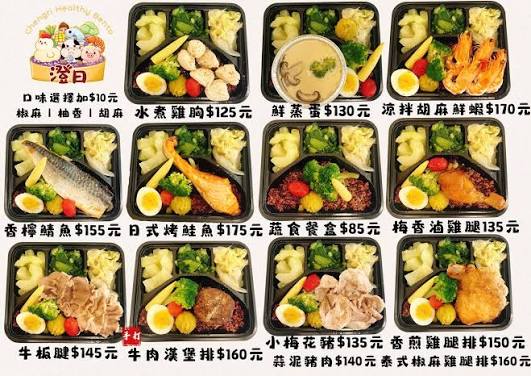 Chengri Healthy Bento
澄日
口味選擇加$10元
椒麻|柚香|胡麻
水煮雞胸$125元
鮮蒸蛋$130元
涼拌胡麻鮮蝦$170元
香檸鯖魚$155元
日式烤鮭魚$175元
蔬食餐盒$85元
梅香滷雞腿135元
牛板腱$145元
手打
牛肉漢堡排$160元
小梅花豬$135元
蒜泥豬肉$140元
香煎雞腿排$150元
泰式椒麻雞腿排$160元